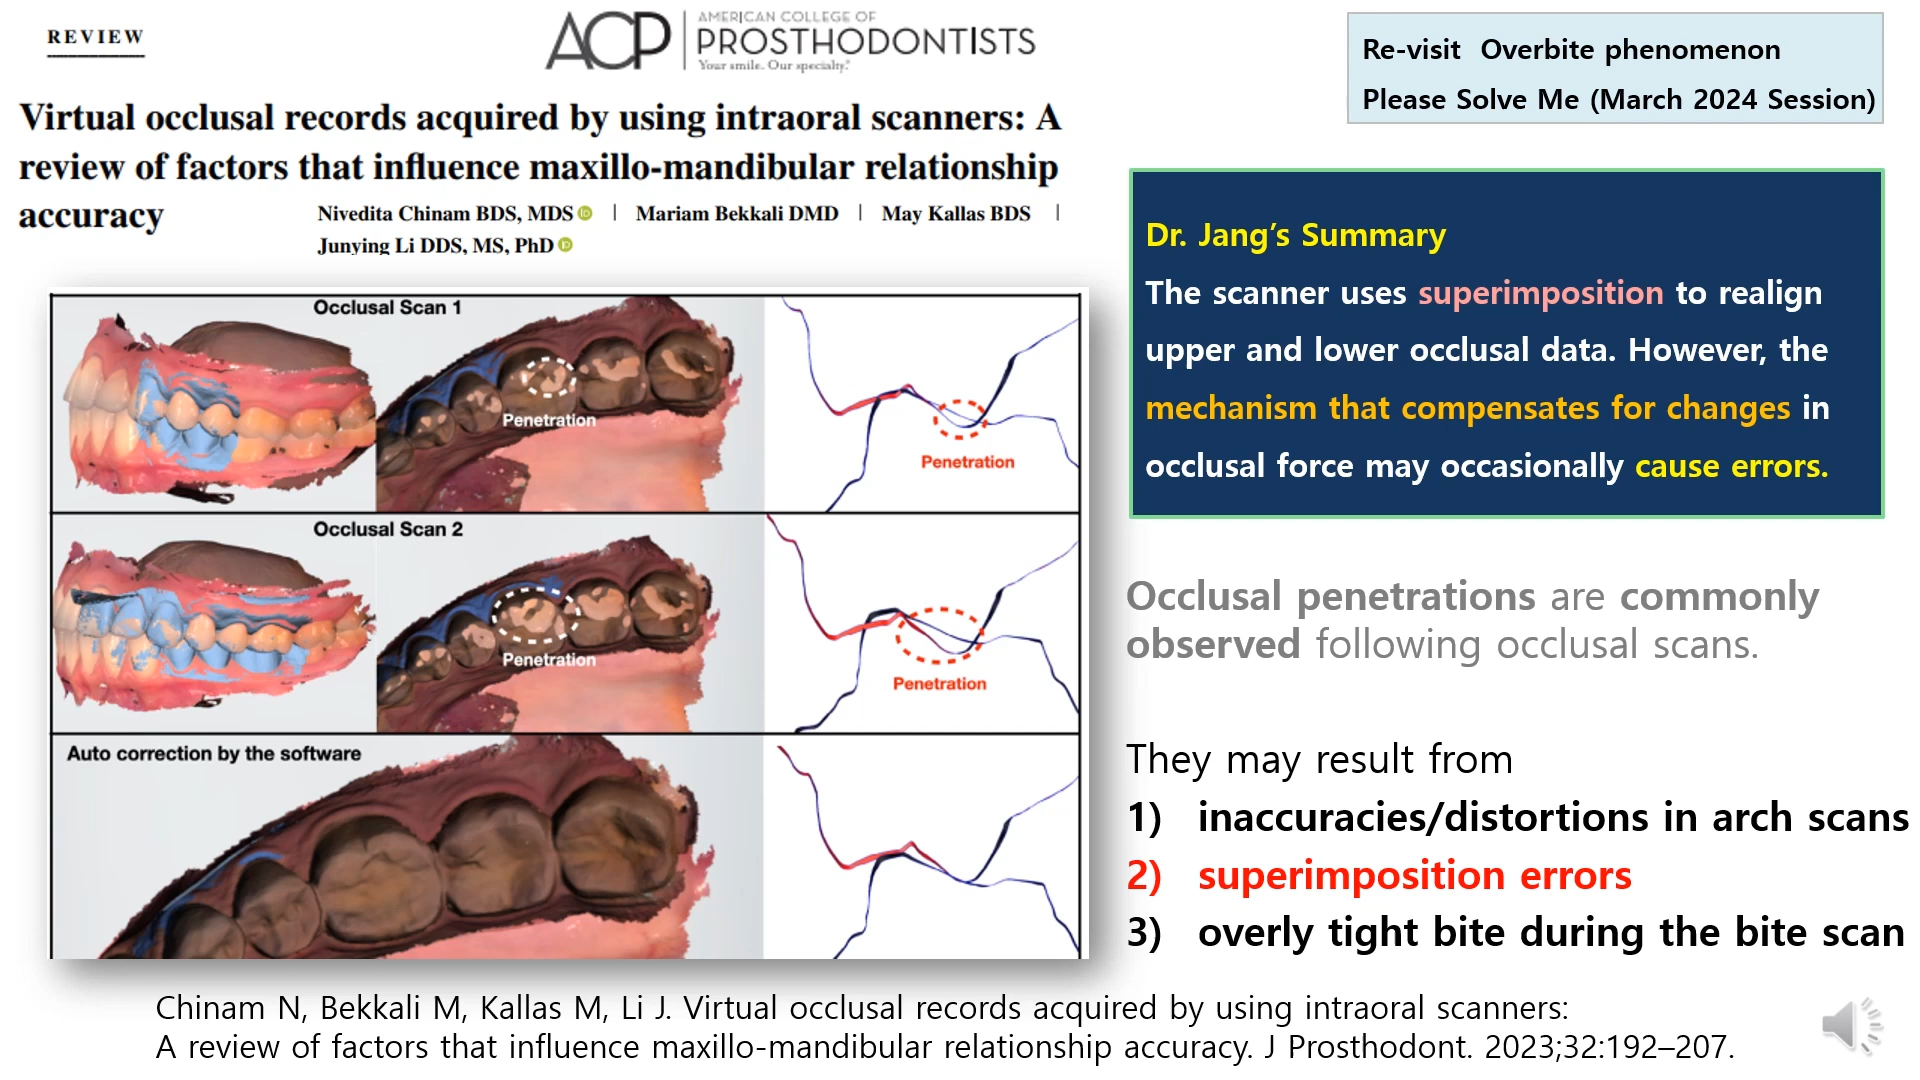 REVIEW
ACP
AMERICAN COLLEGE OF
PROSTHODONTISTS
Your smile. Our specialty.®
Re-visit Overbite phenomenon
Please Solve Me (March 2024 Session)
Virtual occlusal records acquired by using intraoral scanners: A
review of factors that influence maxillo-mandibular relationship
accuracy
Nivedita Chinam BDS, MDS iD | Mariam Bekkali DMD | May Kallas BDS |
Junying Li DDS, MS, PhD iD
Occlusal Scan 1
Penetration
Penetration
Occlusal Scan 2
Penetration
Penetration
Auto correction by the software
Dr. Jang’s Summary
The scanner uses superimposition to realign
upper and lower occlusal data. However, the
mechanism that compensates for changes in
occlusal force may occasionally cause errors.
Occlusal penetrations are commonly
observed following occlusal scans.
They may result from
1) inaccuracies/distortions in arch scans
2) superimposition errors
3) overly tight bite during the bite scan
Chinam N, Bekkali M, Kallas M, Li J. Virtual occlusal records acquired by using intraoral scanners:
A review of factors that influence maxillo-mandibular relationship accuracy. J Prosthodont. 2023;32:192–207.